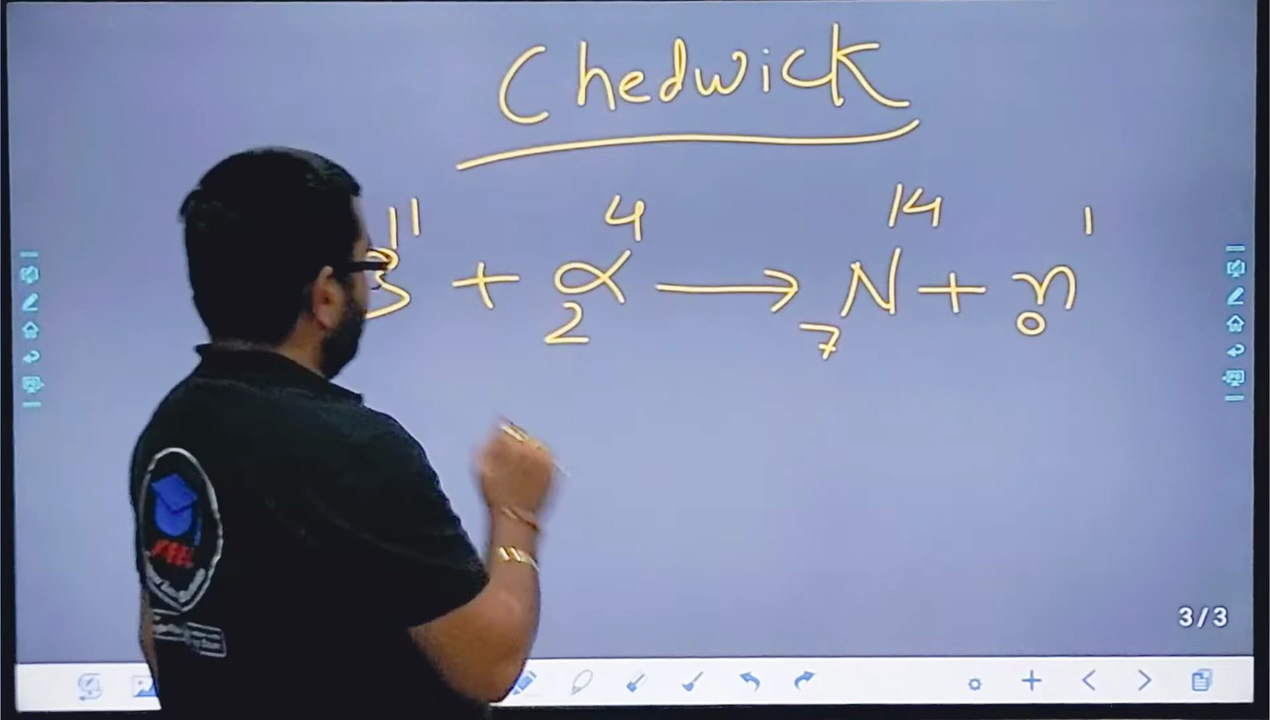 Chedwick
11 4 14 1
B + α → N + n
2 7 0
3/3